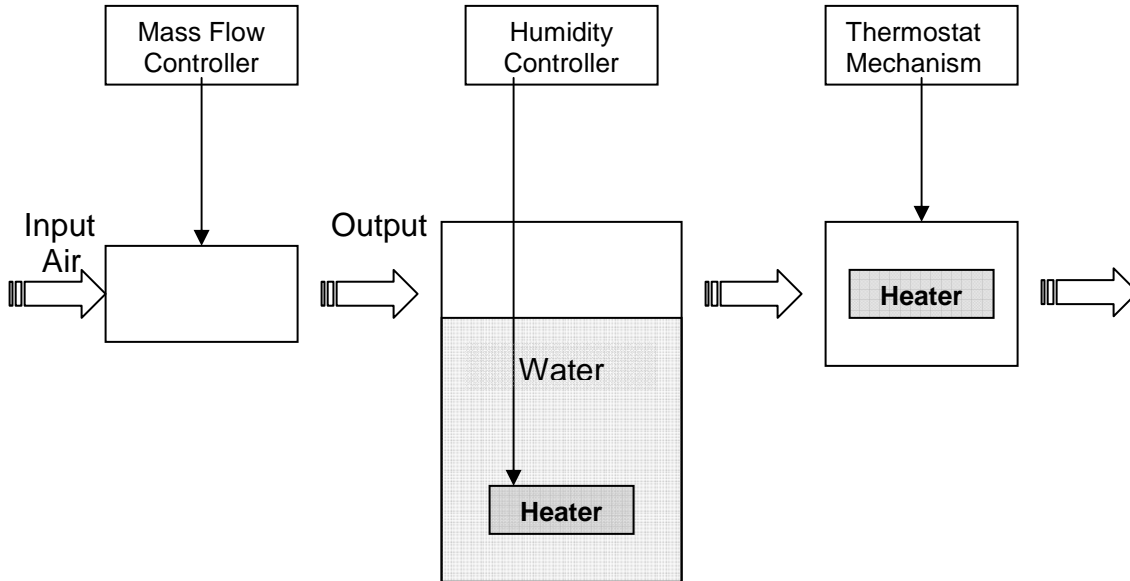 Mass Flow
Controller
Humidity
Controller
Thermostat
Mechanism
Input
Air
Output
Heater
Water
Heater